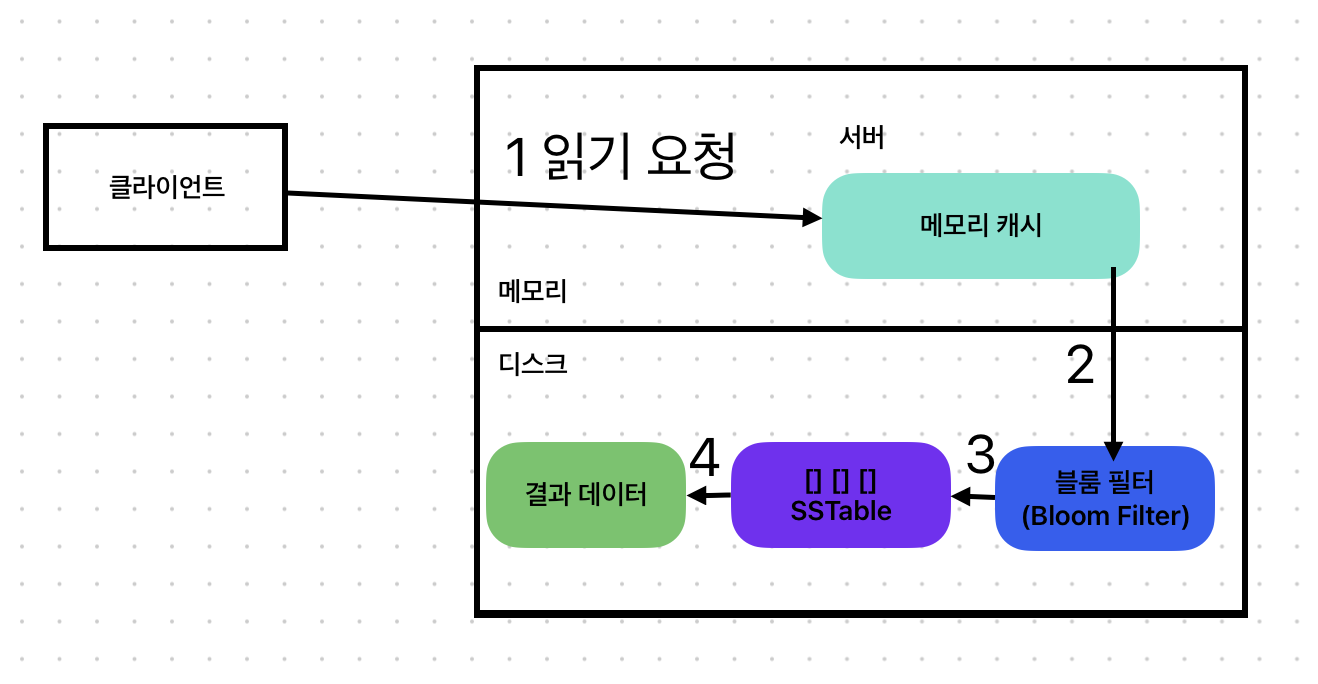 클라이언트
1 읽기 요청
서버
메모리 캐시
메모리
디스크
2
결과 데이터
4
[] [] []
SSTable
3
블룸 필터
(Bloom Filter)